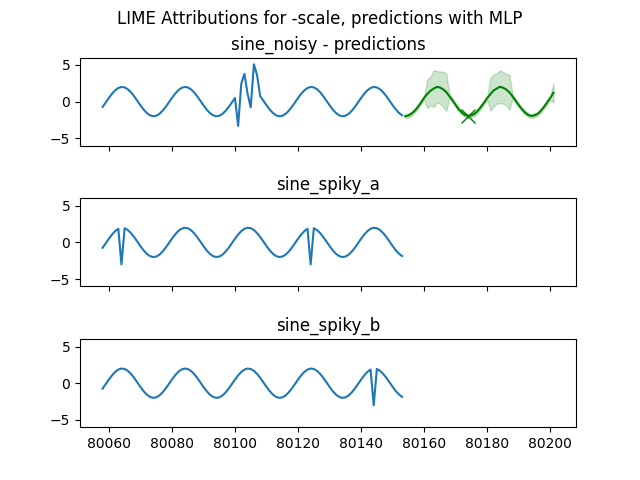 LIME Attributions for -scale, predictions with MLP
sine_noisy - predictions
5
0
−5
sine_spiky_a
5
0
−5
sine_spiky_b
5
0
−5
80060 80080 80100 80120 80140 80160 80180 80200